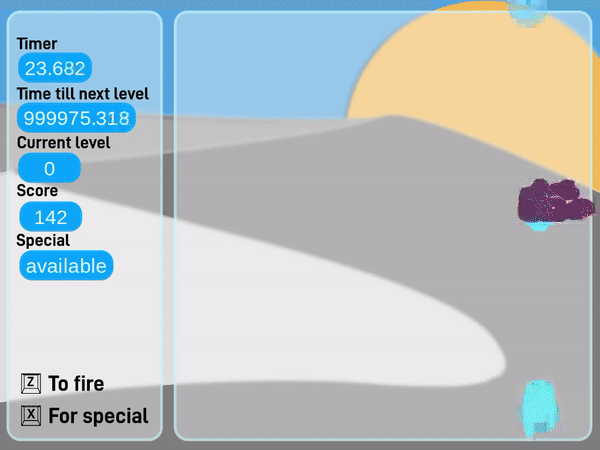 Timer
23.682
Time till next level
999975.318
Current level
0
Score
142
Special
available
Z To fire
X For special